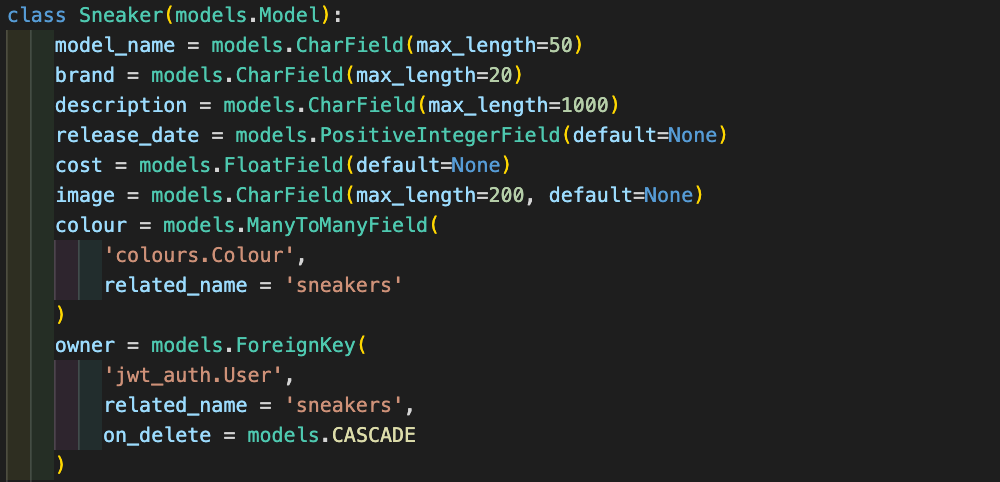 class Sneaker(models.Model):
    model_name = models.CharField(max_length=50)
    brand = models.CharField(max_length=20)
    description = models.CharField(max_length=1000)
    release_date = models.PositiveIntegerField(default=None)
    cost = models.FloatField(default=None)
    image = models.CharField(max_length=200, default=None)
    colour = models.ManyToManyField(
        'colours.Colour',
        related_name = 'sneakers'
    )
    owner = models.ForeignKey(
        'jwt_auth.User',
        related_name = 'sneakers',
        on_delete = models.CASCADE
    )